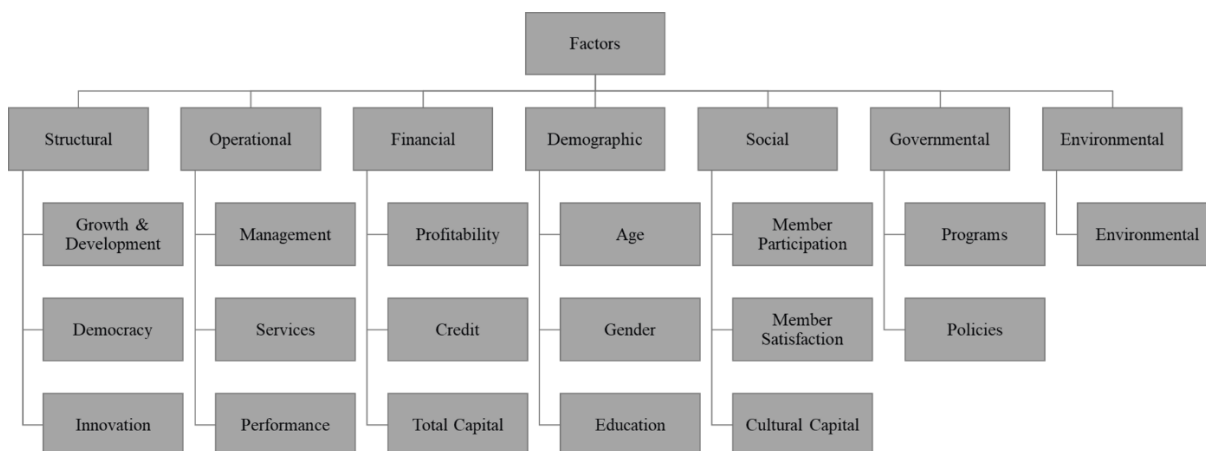 Factors
Structural
Operational
Financial
Demographic
Social
Governmental
Environmental
Growth &
Development
Management
Profitability
Age
Member
Participation
Programs
Environmental
Democracy
Services
Credit
Gender
Member
Satisfaction
Policies
Innovation
Performance
Total Capital
Education
Cultural Capital